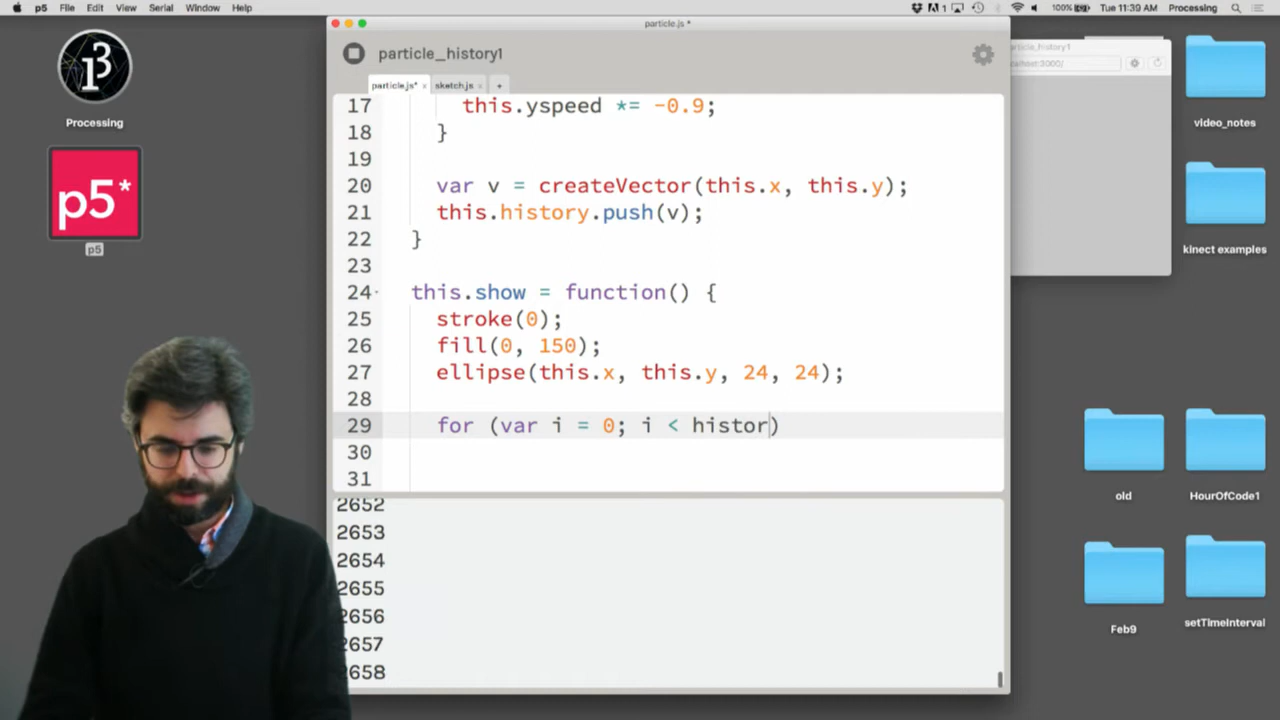 p5 File Edit View Serial Window Help
1 100% Tue 11:39 AM Processing
particle.js *
particle_history1
particle.js* x sketch.js x +
17 this.yspeed *= -0.9;
18 }
19
20 var v = createVector(this.x, this.y);
21 this.history.push(v);
22 }
23
24 this.show = function() {
25 stroke(0);
26 fill(0, 150);
27 ellipse(this.x, this.y, 24, 24);
28
29 for (var i = 0; i < histor)
30
31
2652
2653
2654
2655
2656
2657
2658
Processing
p5*
p5
video_notes
kinect examples
old
HourOfCode1
Feb9
setTimeInterval